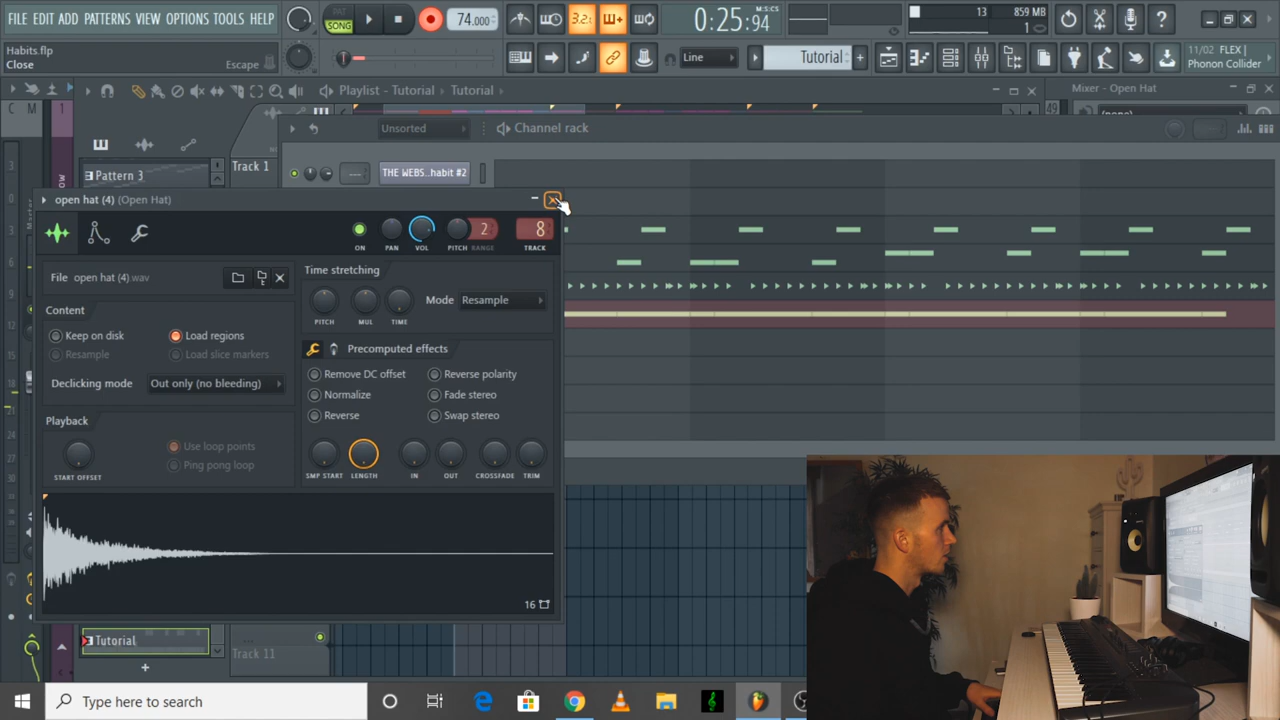 FILE EDIT ADD PATTERNS VIEW OPTIONS TOOLS HELP
PAT
SONG
74.000
3.2.
0:25:94
M:S:CS
13
859 MB
1
Habits.flp
Close
Escape
Line
Tutorial
11/02 FLEX |
Phonon Collider
Playlist - Tutorial
Tutorial
Mixer - Open Hat
C M
1
(none)
Unsorted
Channel rack
Pattern 3
Track 1
THE WEBS..habit #2
open hat (4) (Open Hat)
ON
PAN
VOL
PITCH
RANGE
2
8
TRACK
File open hat (4).wav
Content
Keep on disk
Load regions
Resample
Load slice markers
Declicking mode
Out only (no bleeding)
Playback
START OFFSET
Use loop points
Ping pong loop
Time stretching
PITCH
MUL
TIME
Mode Resample
Precomputed effects
Remove DC offset
Reverse polarity
Normalize
Fade stereo
Reverse
Swap stereo
SMP START
LENGTH
IN
OUT
CROSSFADE
TRIM
16
Tutorial
+
Track 11
Type here to search